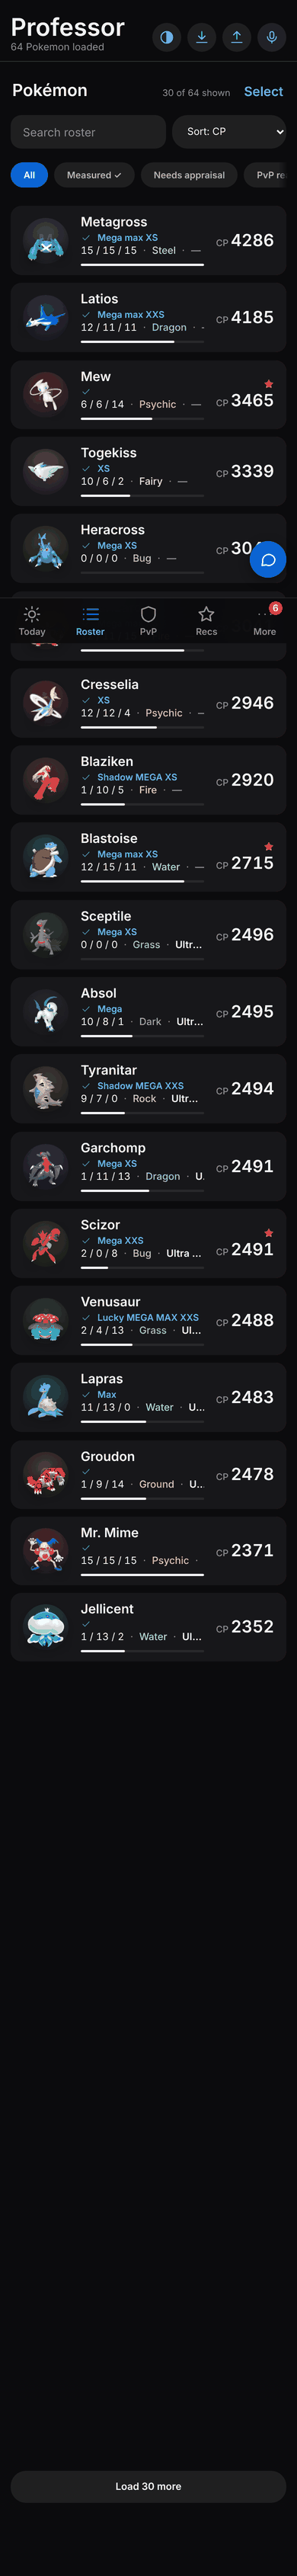 Professor
64 Pokemon loaded
Pokémon
30 of 64 shown
Select
Search roster
Sort: CP
All
Measured ✓
Needs appraisal
PvP re
Metagross
✓ Mega max XS
15 / 15 / 15 · Steel · —
CP 4286
Latios
✓ Mega max XXS
12 / 11 / 11 · Dragon · -
CP 4185
Mew
✓
6 / 6 / 14 · Psychic · —
CP 3465
Togekiss
✓ XS
10 / 6 / 2 · Fairy · —
CP 3339
Heracross
✓ Mega XS
0 / 0 / 0 · Bug · —
CP 30
6
Today
Roster
PvP
Recs
More
Cresselia
✓ XS
12 / 12 / 4 · Psychic · —
CP 2946
Blaziken
✓ Shadow MEGA XS
1 / 10 / 5 · Fire · —
CP 2920
Blastoise
✓ Mega max XS
12 / 15 / 11 · Water · —
CP 2715
Sceptile
✓ Mega XS
0 / 0 / 0 · Grass · Ultr...
CP 2496
Absol
✓ Mega
10 / 8 / 1 · Dark · Ultr...
CP 2495
Tyranitar
✓ Shadow MEGA XXS
9 / 7 / 0 · Rock · Ultr...
CP 2494
Garchomp
✓ Mega XS
1 / 11 / 13 · Dragon · U.
CP 2491
Scizor
✓ Mega XXS
2 / 0 / 8 · Bug · Ultra ...
CP 2491
Venusaur
✓ Lucky MEGA MAX XXS
2 / 4 / 13 · Grass · Ul...
CP 2488
Lapras
✓ Max
11 / 13 / 0 · Water · U...
CP 2483
Groudon
✓
1 / 9 / 14 · Ground · U..
CP 2478
Mr. Mime
✓
15 / 15 / 15 · Psychic ·
CP 2371
Jellicent
✓
1 / 13 / 2 · Water · Ul...
CP 2352
Load 30 more